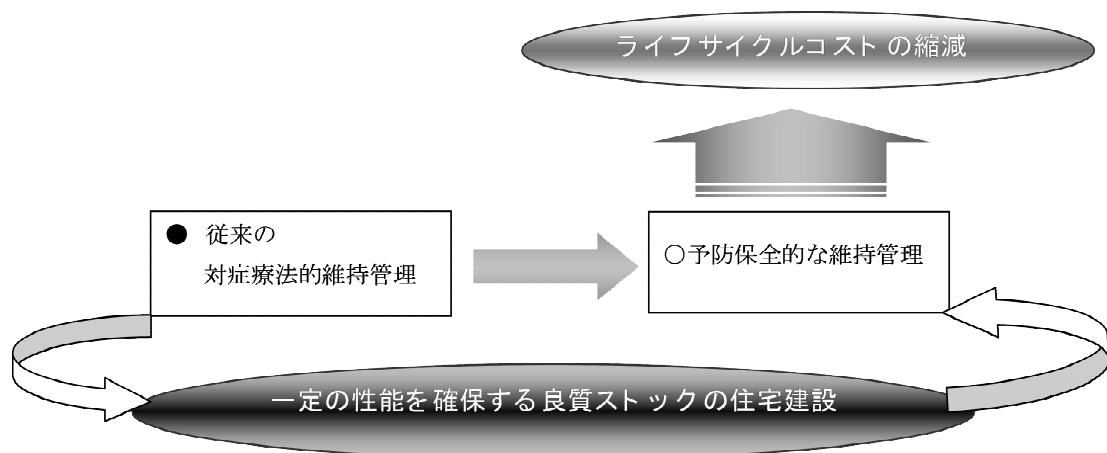 ライフサイクルコストの縮減
● 従来の
対症療法的維持管理
○予防保全的な維持管理
一定の性能を確保する良質ストックの住宅建設